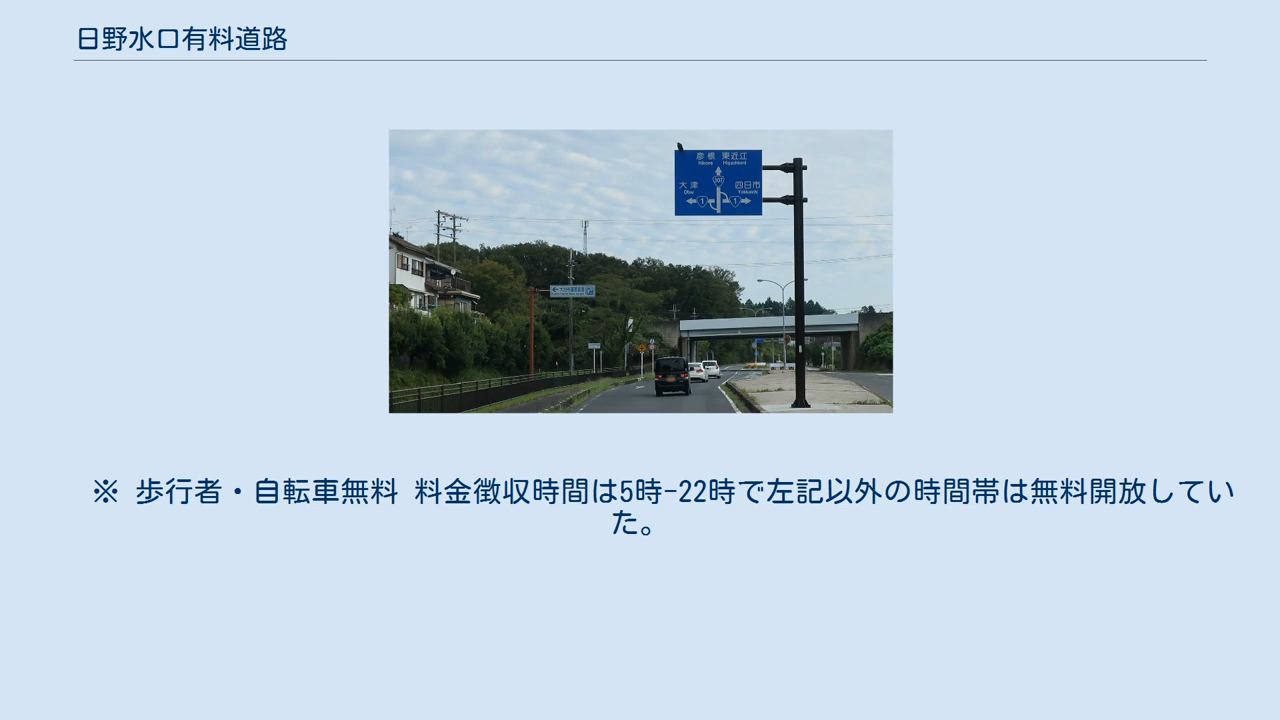 日野水口有料道路
彦根 東近江
Hikone Higashiomi
307
大津 四日市
Otsu Yokkaichi
1 1
※ 歩行者・自転車無料 料金徴収時間は5時-22時で左記以外の時間帯は無料開放してい
た。